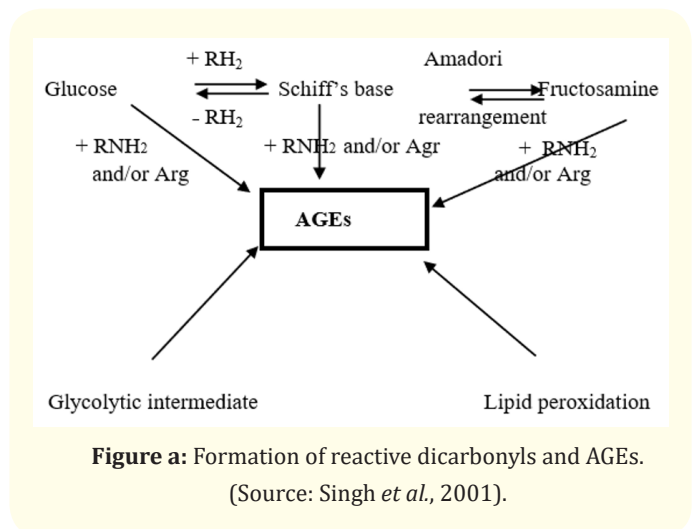 + RH₂
Amadori
Glucose
Schiff's base
Fructosamine
- RH₂
rearrangement
+ RNH₂
and/or Arg
+ RNH₂ and/or Agr
+ RNH₂
and/or Arg
AGEs
Glycolytic intermediate
Lipid peroxidation
Figure a: Formation of reactive dicarbonyls and AGEs.
(Source: Singh et al., 2001).